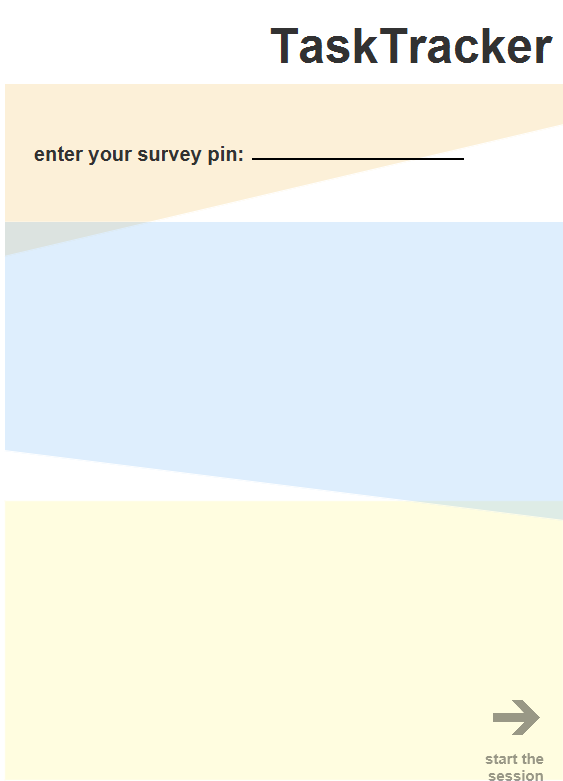 TaskTracker
enter your survey pin:
start the
session